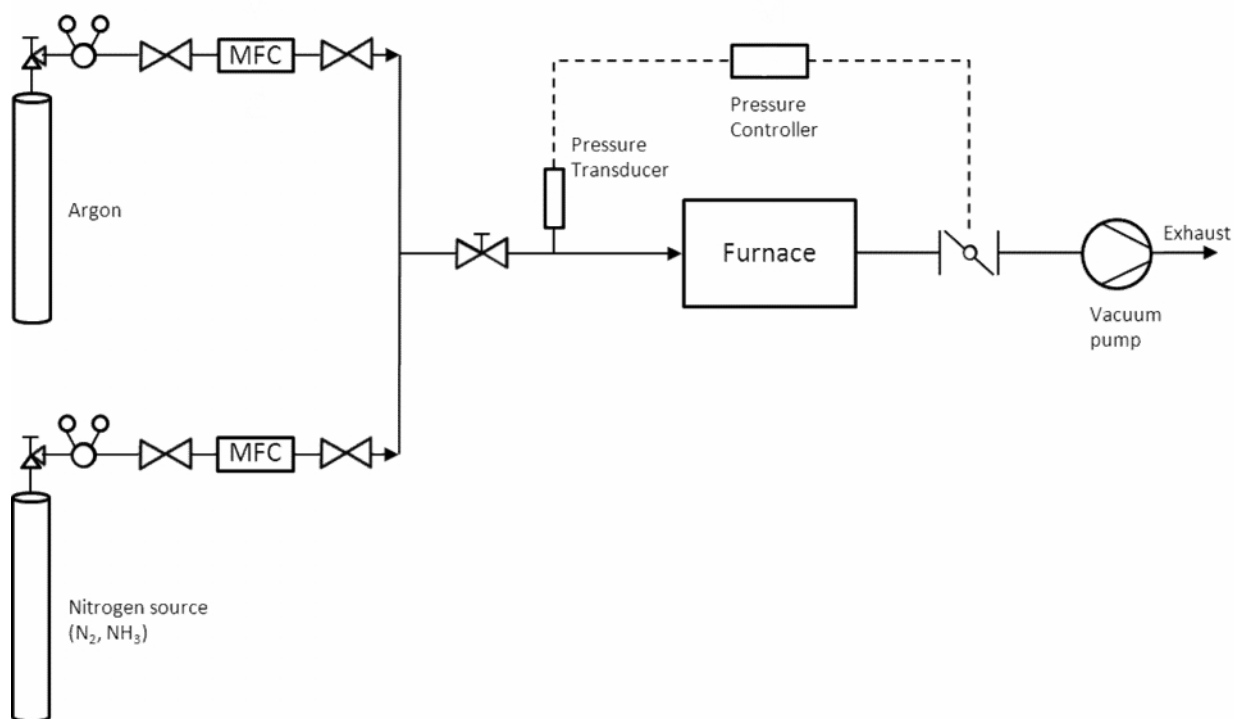 MFC
Pressure
Controller
Pressure
Transducer
Argon
Furnace
Exhaust
Vacuum
pump
MFC
Nitrogen source
(N₂, NH₃)